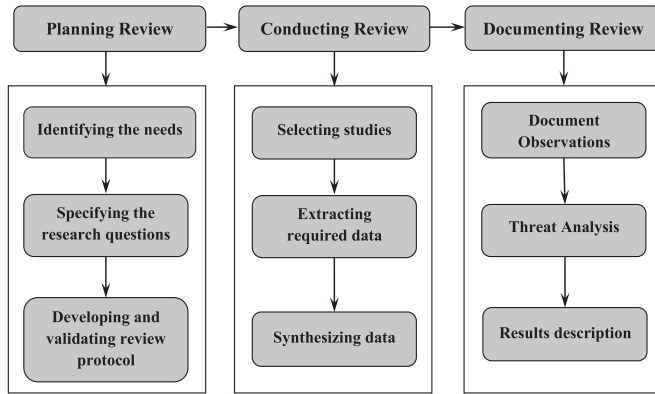 Planning Review
Conducting Review
Documenting Review
Identifying the needs
Specifying the
research questions
Developing and
validating review
protocol
Selecting studies
Extracting
required data
Synthesizing data
Document
Observations
Threat Analysis
Results description